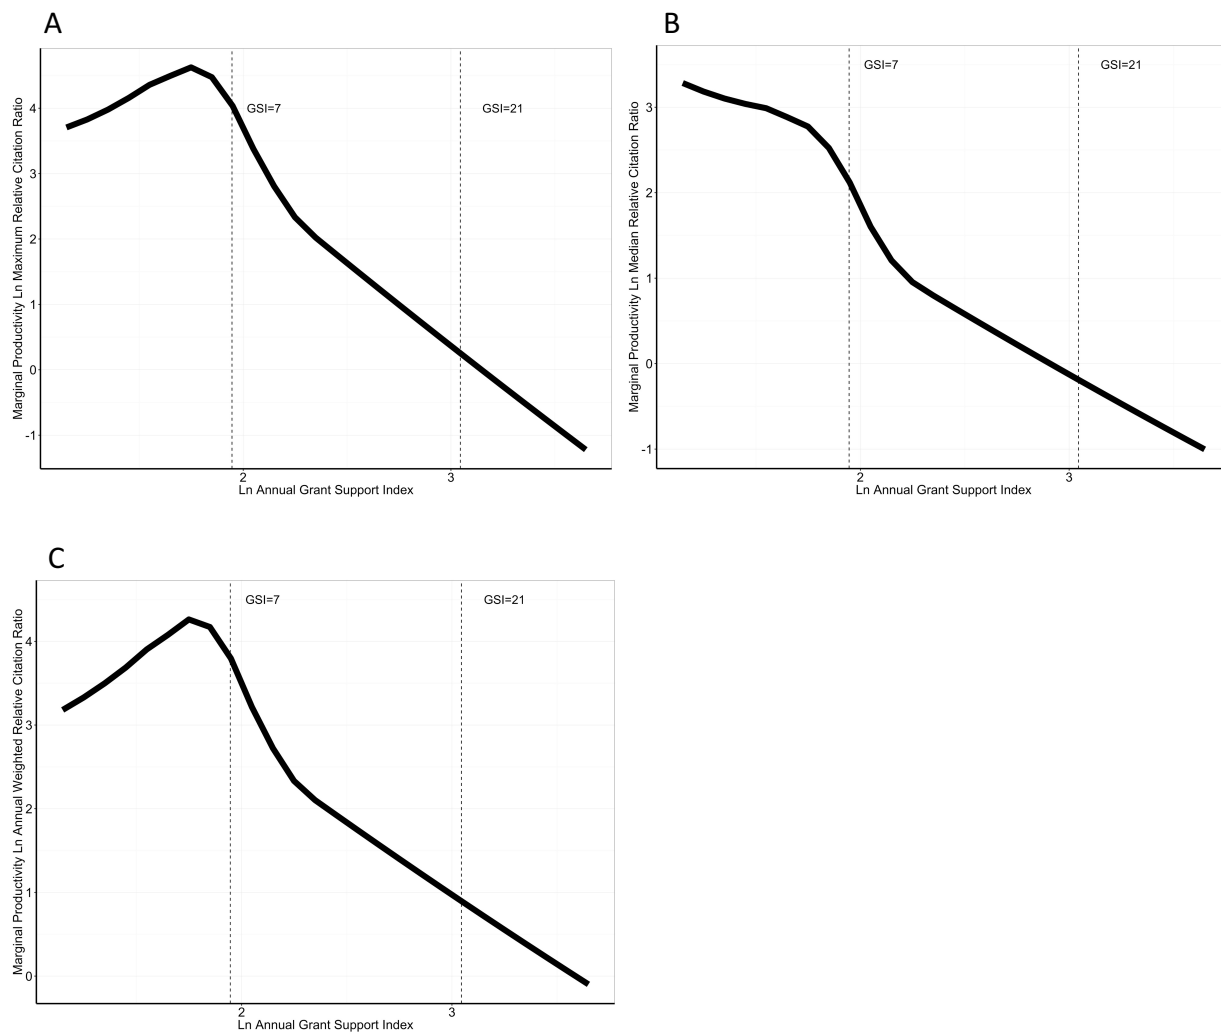 A
Marginal Productivity Ln Maximum Relative Citation Ratio
4
3
2
1
0
-1
GSI=7
GSI=21
2
3
Ln Annual Grant Support Index
B
Marginal Productivity Ln Median Relative Citation Ratio
3
2
1
0
-1
GSI=7
GSI=21
2
3
Ln Annual Grant Support Index
C
Marginal Productivity Ln Annual Weighted Relative Citation Ratio
4
3
2
1
0
GSI=7
GSI=21
2
3
Ln Annual Grant Support Index